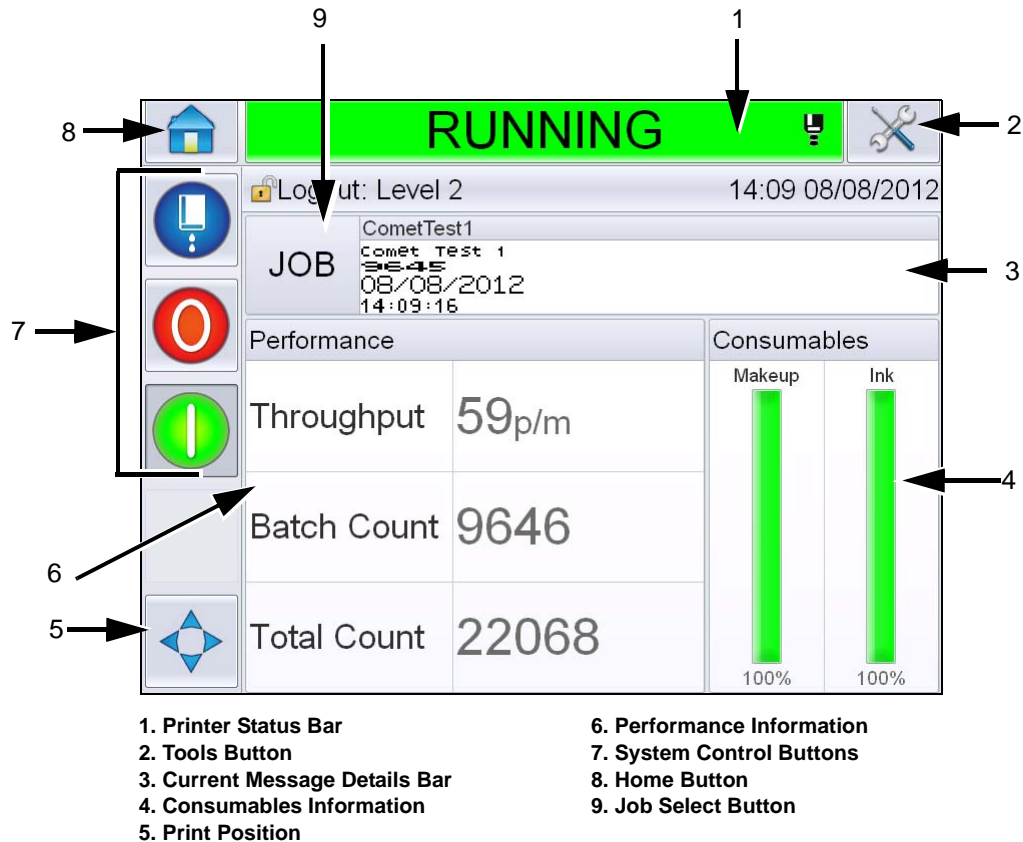 9
1
8
RUNNING
2
Logout: Level 2
14:09 08/08/2012
CometTest1
JOB
Comet Test 1
9645
08/08/2012
14:09:16
3
7
Performance
Consumables
Makeup
Ink
Throughput
59p/m
4
Batch Count
9646
6
5
Total Count
22068
100%
100%
1. Printer Status Bar
2. Tools Button
3. Current Message Details Bar
4. Consumables Information
5. Print Position
6. Performance Information
7. System Control Buttons
8. Home Button
9. Job Select Button